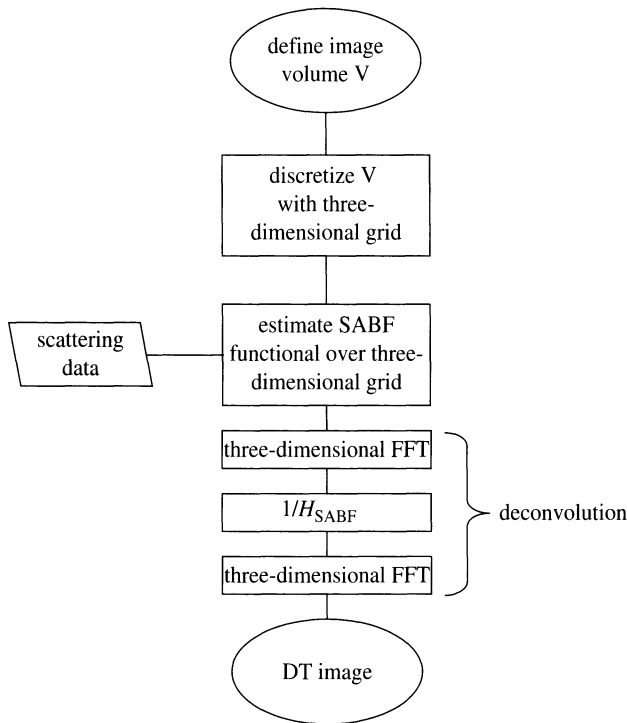 define image
volume V
discretize V
with three-
dimensional grid
scattering
data
estimate SABF
functional over three-
dimensional grid
three-dimensional FFT
1/H_SABF
three-dimensional FFT
deconvolution
DT image